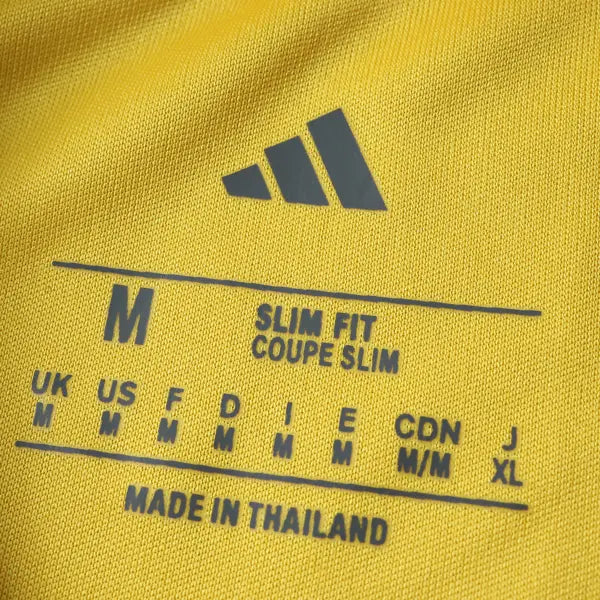 M SLIM FIT
COUPE SLIM
UK US F D I E CDN J
M M M M M M M/M XL
MADE IN THAILAND